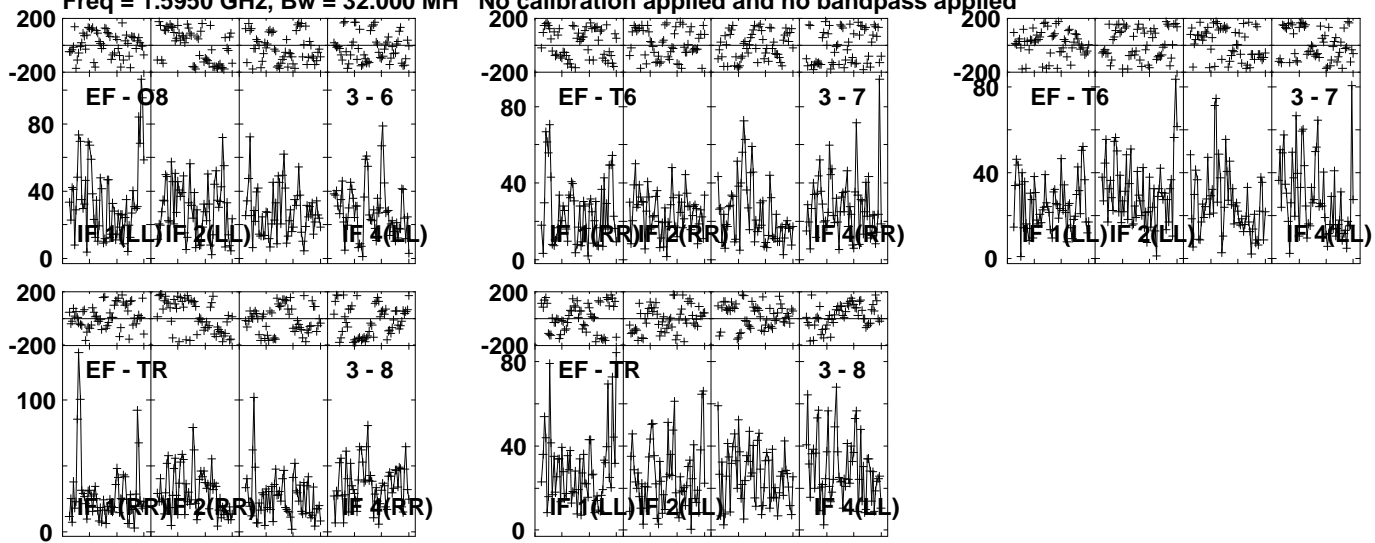 Freq = 1.5950 GHz, Bw = 32.000 MH No calibration applied and no bandpass applied
200
-200
EF - O8 3 - 6
80
40
0
IF 1(LL) IF 2(LL) IF 4(LL)
200
-200
EF - T6 3 - 7
80
40
0
IF 1(RR) IF 2(RR) IF 4(RR)
200
-200
80
EF - T6 3 - 7
40
0
IF 1(LL) IF 2(LL) IF 4(LL)
200
-200
EF - TR 3 - 8
100
0
IF 1(RR) IF 2(RR) IF 4(RR)
200
-200
80
EF - TR 3 - 8
40
0
IF 1(LL) IF 2(LL) IF 4(LL)